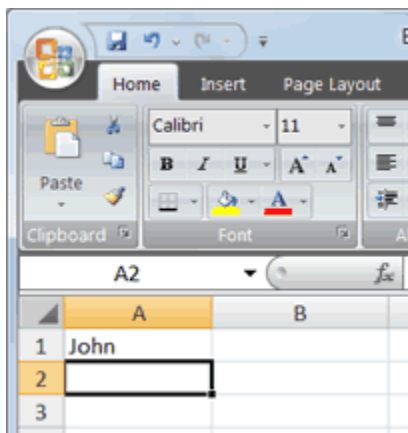 E
Home Insert Page Layout
Calibri 11
B I U A A
Paste A
Clipboard Font A
A2 fx
A B
1 John
2
3